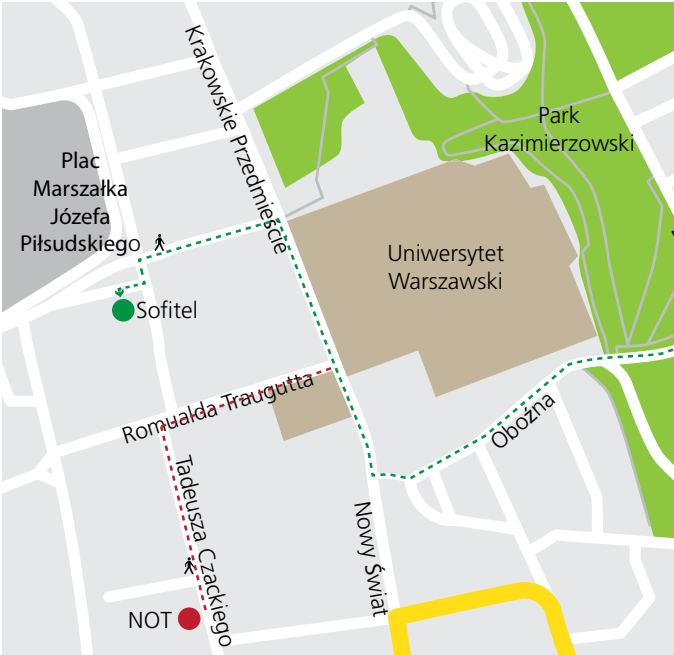 Krakowskie Przedmieście
Park
Kazimierzowski
Plac
Marszałka
Józefa
Piłsudskiego
Uniwersytet
Warszawski
Sofitel
Romualda Traugutta
Oboźna
Tadeusza Czackiego
Nowy Świat
NOT